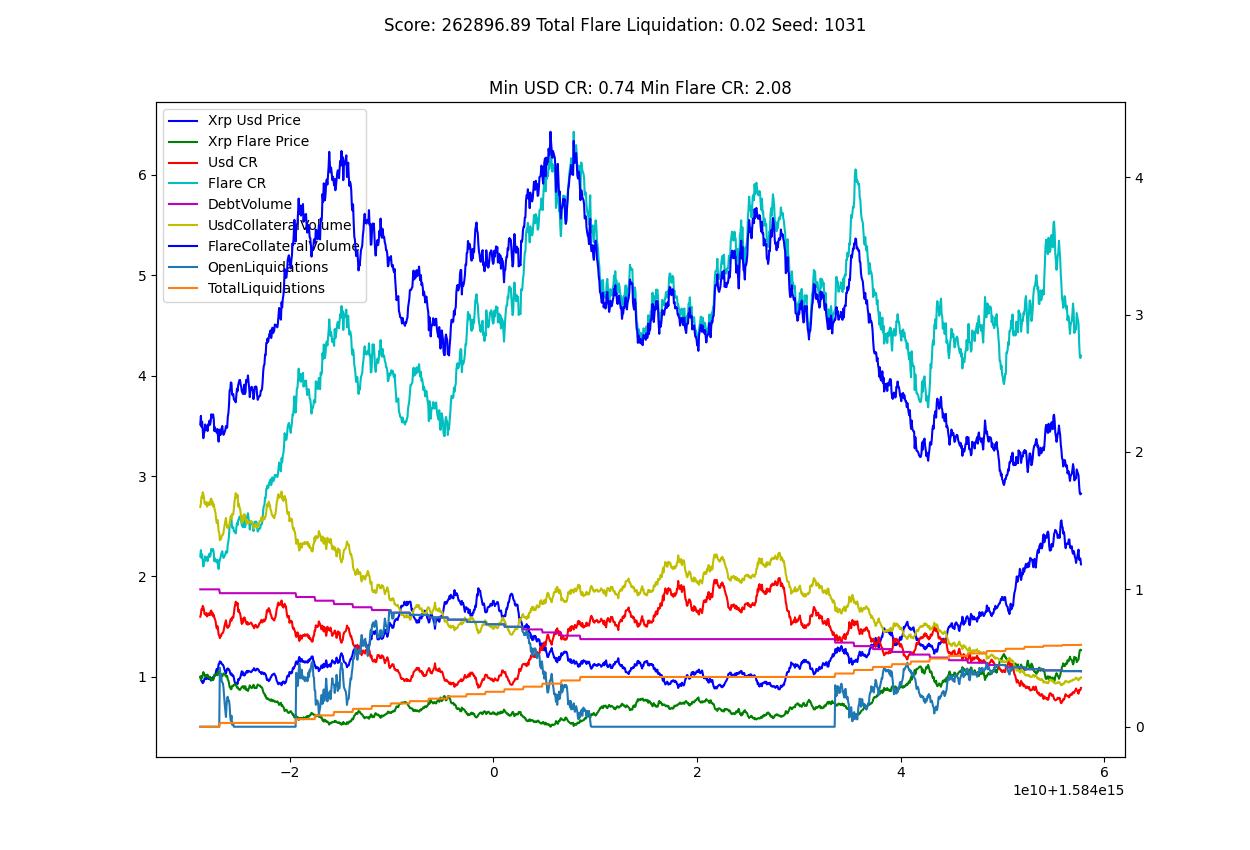 Score: 262896.89 Total Flare Liquidation: 0.02 Seed: 1031
Min USD CR: 0.74 Min Flare CR: 2.08
Xrp Usd Price
Xrp Flare Price
Usd CR
Flare CR
DebtVolume
UsdCollateralVolume
FlareCollateralVolume
OpenLiquidations
TotalLiquidations
6
5
4
3
2
1
4
3
2
1
0
−2
0
2
4
6
1e10+1.584e15